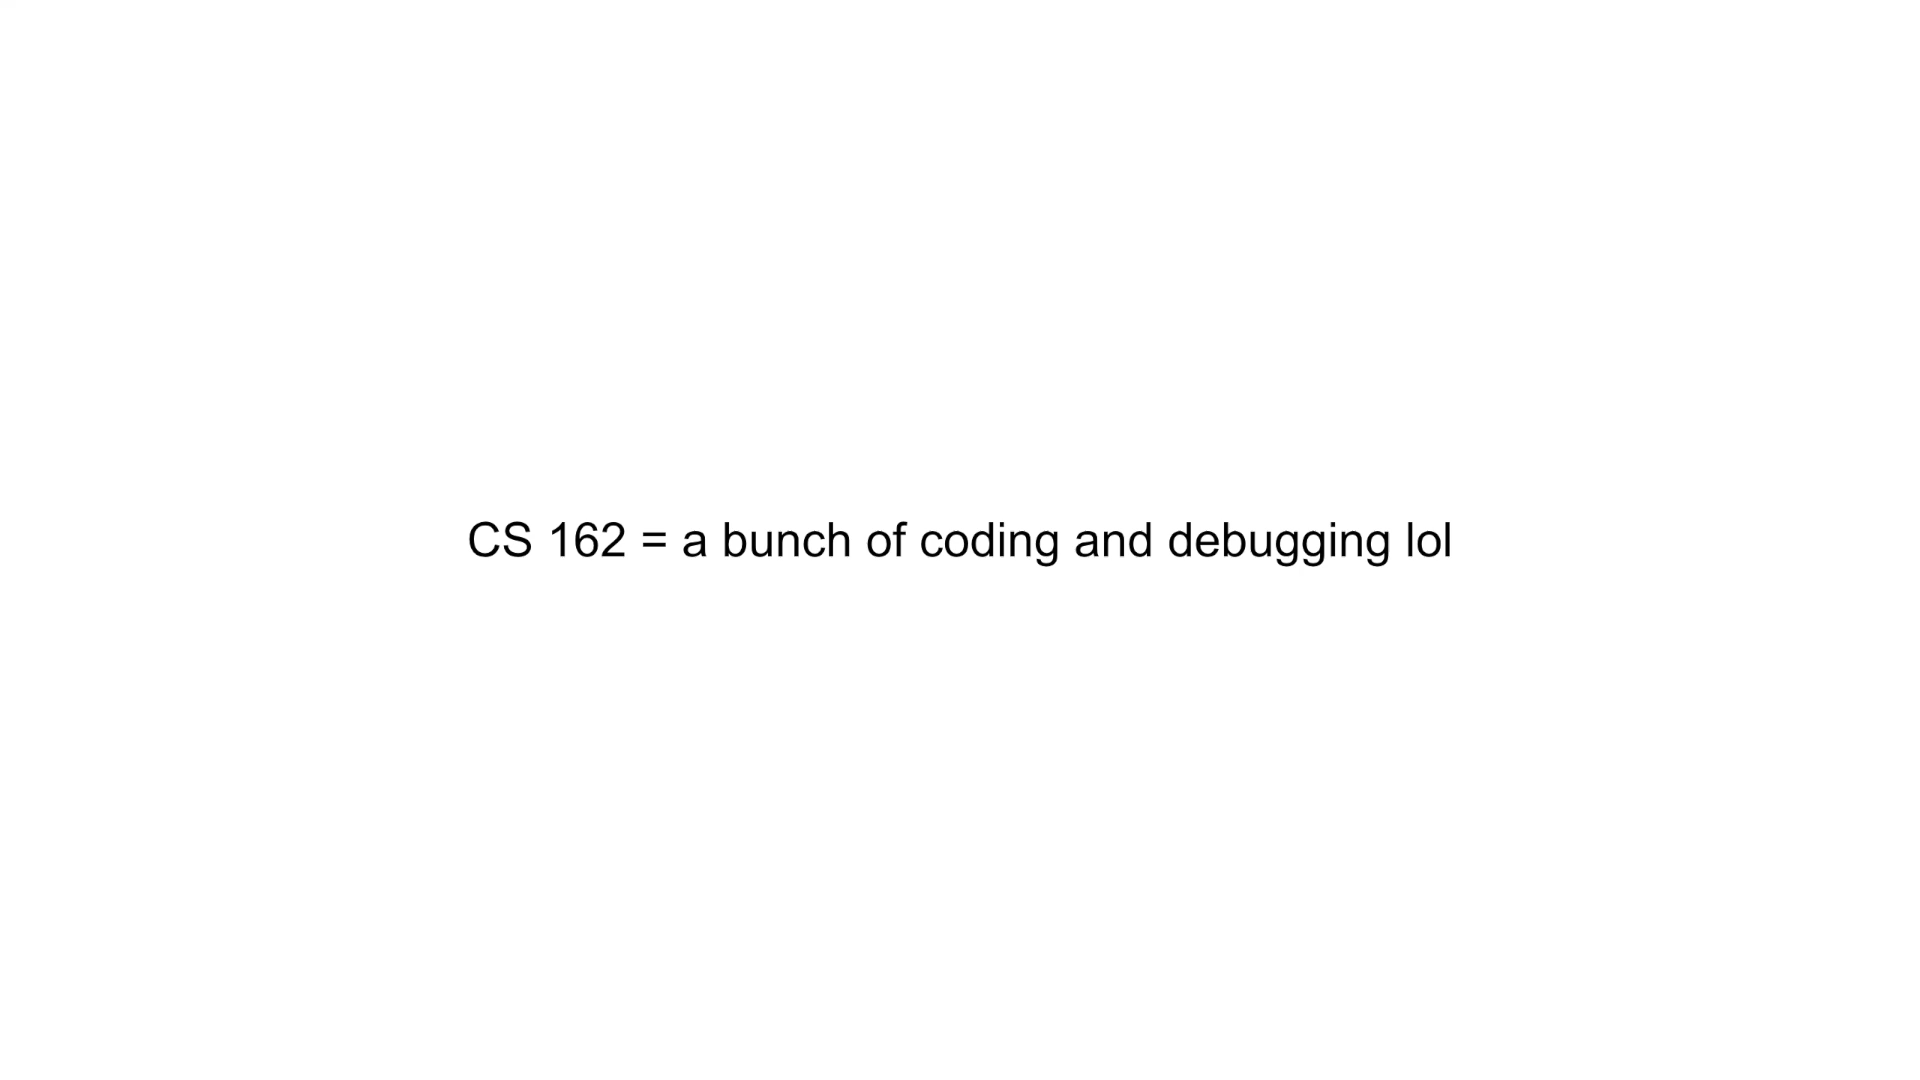 CS 162 = a bunch of coding and debugging lol